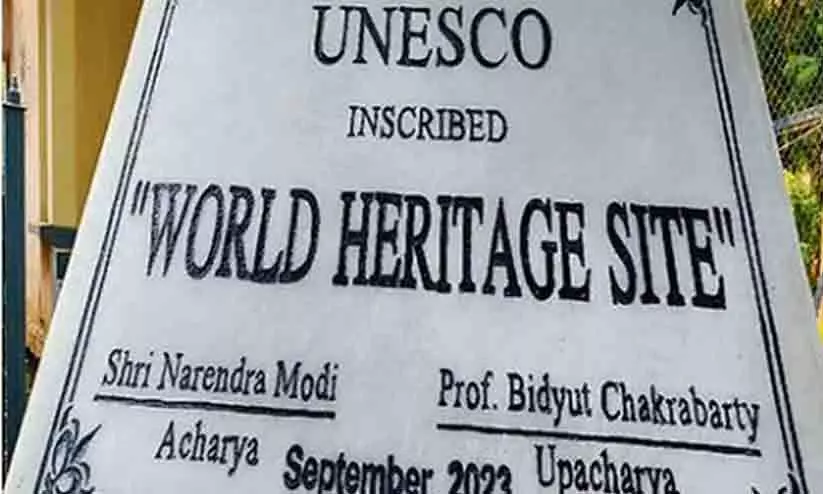 UNESCO
INSCRIBED
"WORLD HERITAGE SITE"
Shri Narendra Modi Prof. Bidyut Chakrabarty
Acharya September 2023 Upacharya